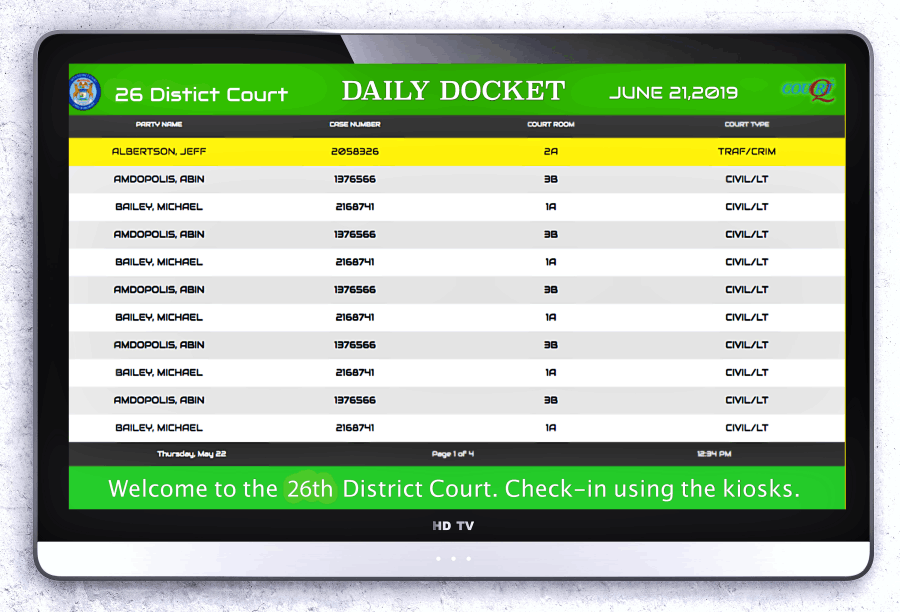 26 Distict Court DAILY DOCKET JUNE 21,2019 COURT Q
PARTY NAME CASE NUMBER COURT ROOM COURT TYPE
ALBERTSON, JEFF 2058326 2A TRAF/CRIM
AMDOPOLIS, ABIN 1376566 3B CIVIL/LT
BAILEY, MICHAEL 2168741 1A CIVIL/LT
AMDOPOLIS, ABIN 1376566 3B CIVIL/LT
BAILEY, MICHAEL 2168741 1A CIVIL/LT
AMDOPOLIS, ABIN 1376566 3B CIVIL/LT
BAILEY, MICHAEL 2168741 1A CIVIL/LT
AMDOPOLIS, ABIN 1376566 3B CIVIL/LT
BAILEY, MICHAEL 2168741 1A CIVIL/LT
AMDOPOLIS, ABIN 1376566 3B CIVIL/LT
BAILEY, MICHAEL 2168741 1A CIVIL/LT
Thursday, May 22 Page 1 of 4 12:34 PM
Welcome to the 26th District Court. Check-in using the kiosks.
HD TV